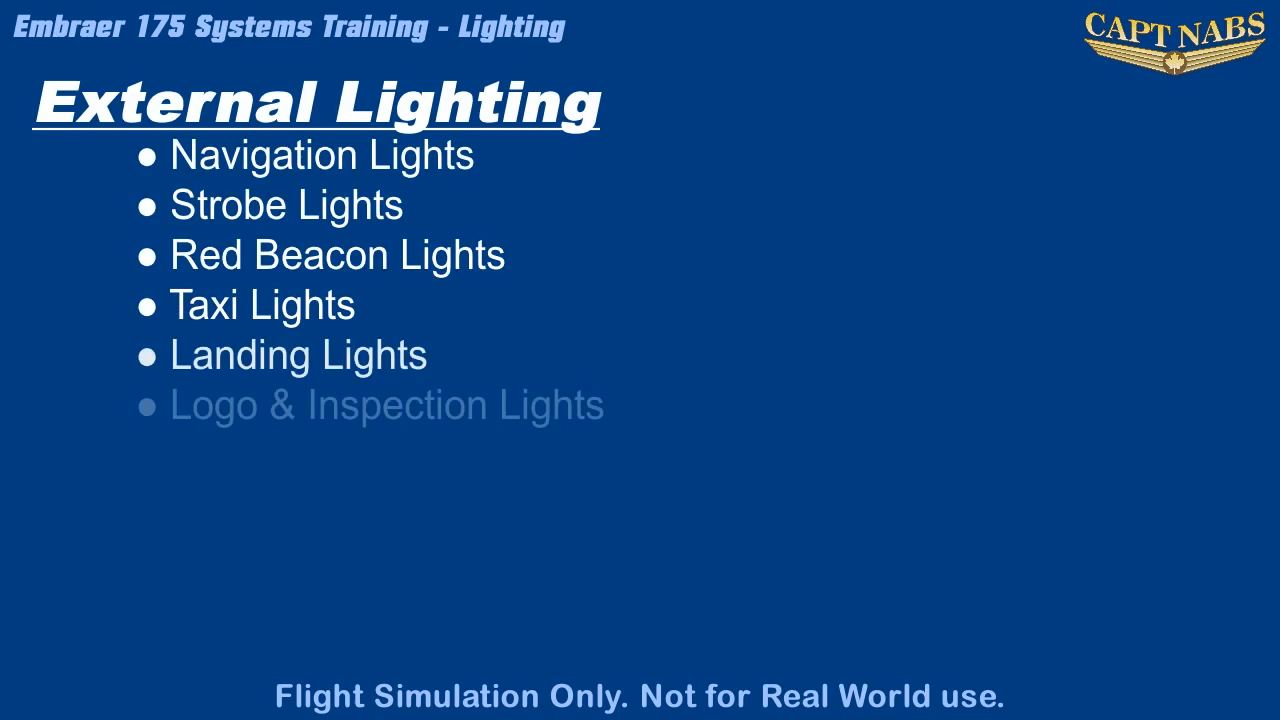 Embraer 175 Systems Training - Lighting
CAPT NABS
External Lighting
● Navigation Lights
● Strobe Lights
● Red Beacon Lights
● Taxi Lights
● Landing Lights
● Logo & Inspection Lights
Flight Simulation Only. Not for Real World use.